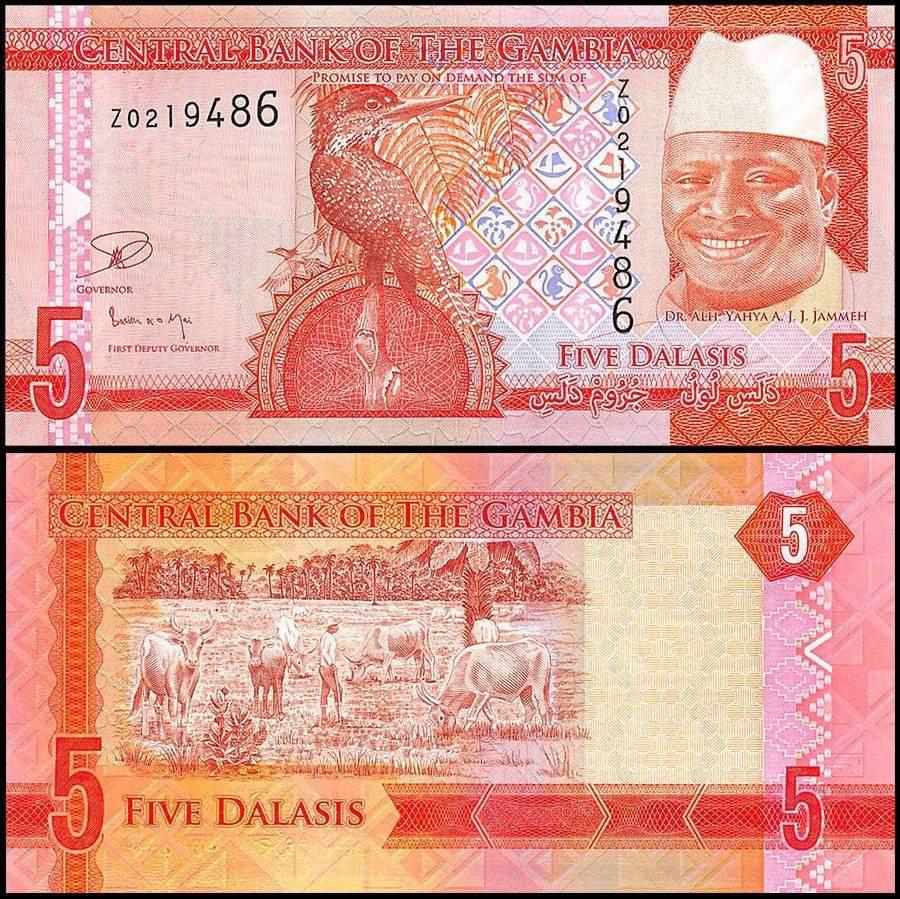 CENTRAL BANK OF THE GAMBIA
PROMISE TO PAY ON DEMAND THE SUM OF
5
Z0219486
Z0219486
GOVERNOR
FIRST DEPUTY GOVERNOR
DR. ALH. YAHYA A. J. J. JAMMEH
5
FIVE DALASIS
5
دَلَسِ لُولُ جُرُومْ دَلَسِ
CENTRAL BANK OF THE GAMBIA
5
5
FIVE DALASIS
5